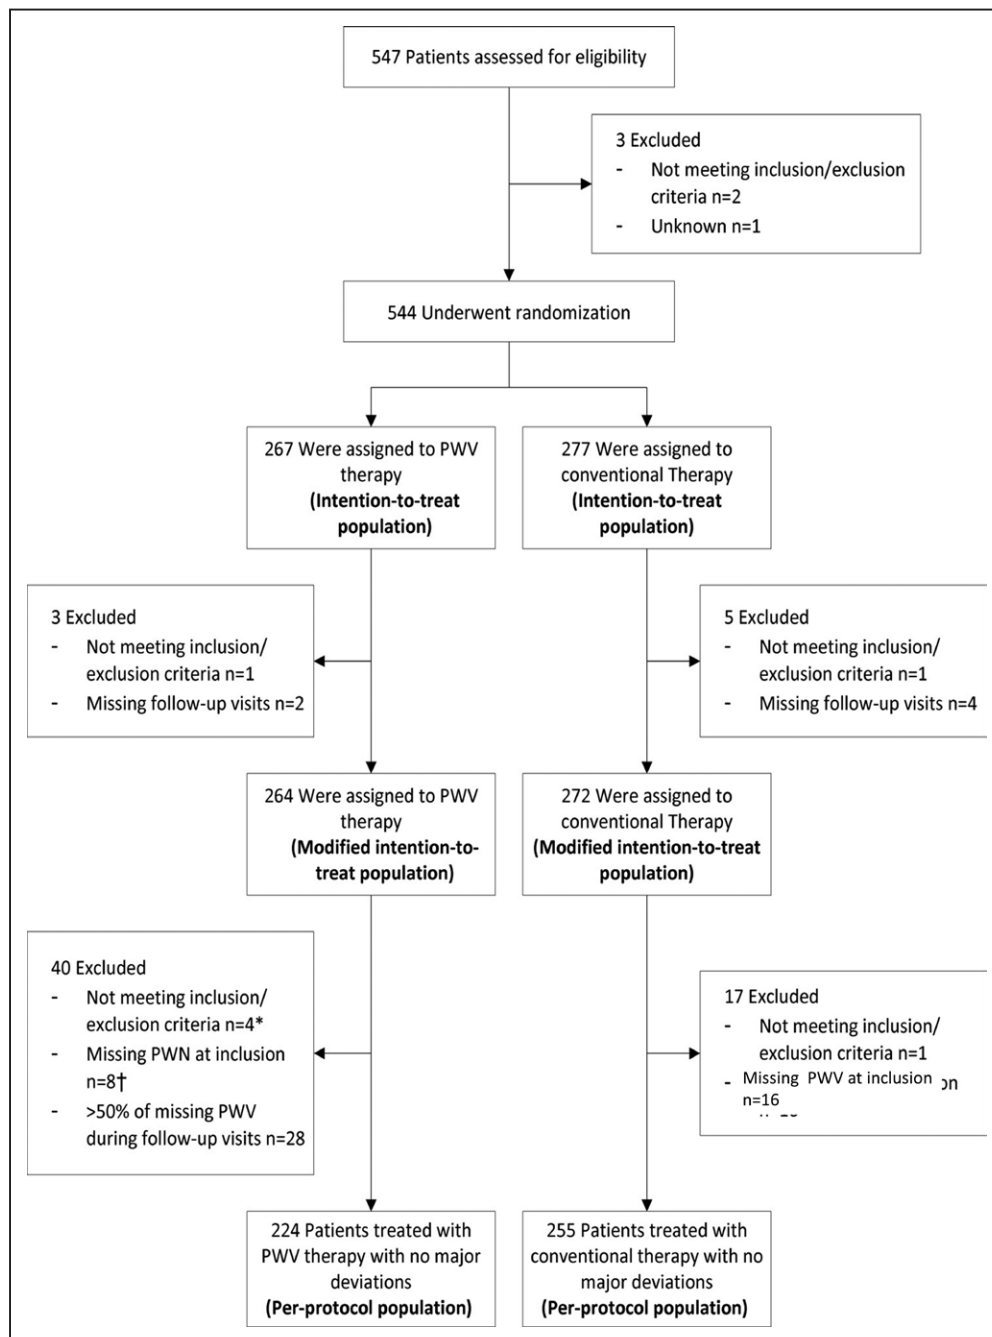 547 Patients assessed for eligibility
3 Excluded
- Not meeting inclusion/exclusion
criteria n=2
- Unknown n=1
544 Underwent randomization
267 Were assigned to PWV
therapy
(Intention-to-treat
population)
277 Were assigned to
conventional Therapy
(Intention-to-treat
population)
3 Excluded
- Not meeting inclusion/
exclusion criteria n=1
- Missing follow-up visits n=2
5 Excluded
- Not meeting inclusion/
exclusion criteria n=1
- Missing follow-up visits n=4
264 Were assigned to PWV
therapy
(Modified intention-to-
treat population)
272 Were assigned to
conventional Therapy
(Modified intention-to-treat
population)
40 Excluded
- Not meeting inclusion/
exclusion criteria n=4*
- Missing PWN at inclusion
n=8†
- >50% of missing PWV
during follow-up visits n=28
17 Excluded
- Not meeting inclusion/
exclusion criteria n=1
- Missing PWV at inclusion
n=16
224 Patients treated with
PWV therapy with no major
deviations
(Per-protocol population)
255 Patients treated with
conventional therapy with no
major deviations
(Per-protocol population)